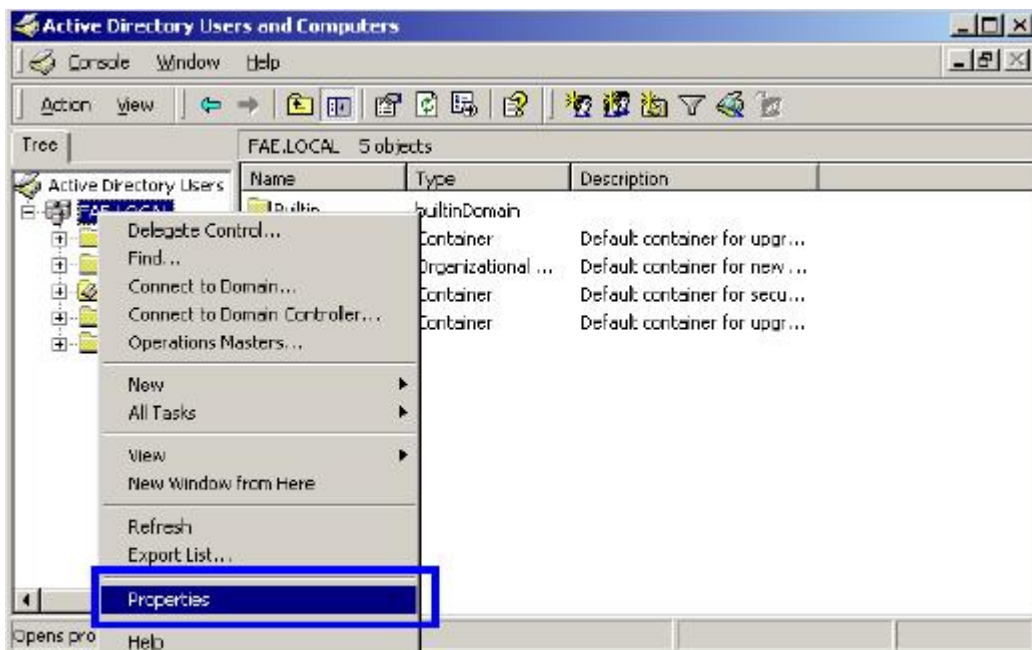 Active Directory Users and Computers
Console Window Help
Action View
Tree
FAE.LOCAL 5 objects
Active Directory Users
Name Type Description
FAE.LOCAL
Builtin builtinDomain
Container Default container for upgr...
Organizational ... Default container for new ...
Container Default container for secu...
Container Default container for upgr...
Delegate Control...
Find...
Connect to Domain...
Connect to Domain Controller...
Operations Masters...
New
All Tasks
View
New Window from Here
Refresh
Export List...
Properties
Help
Opens pro